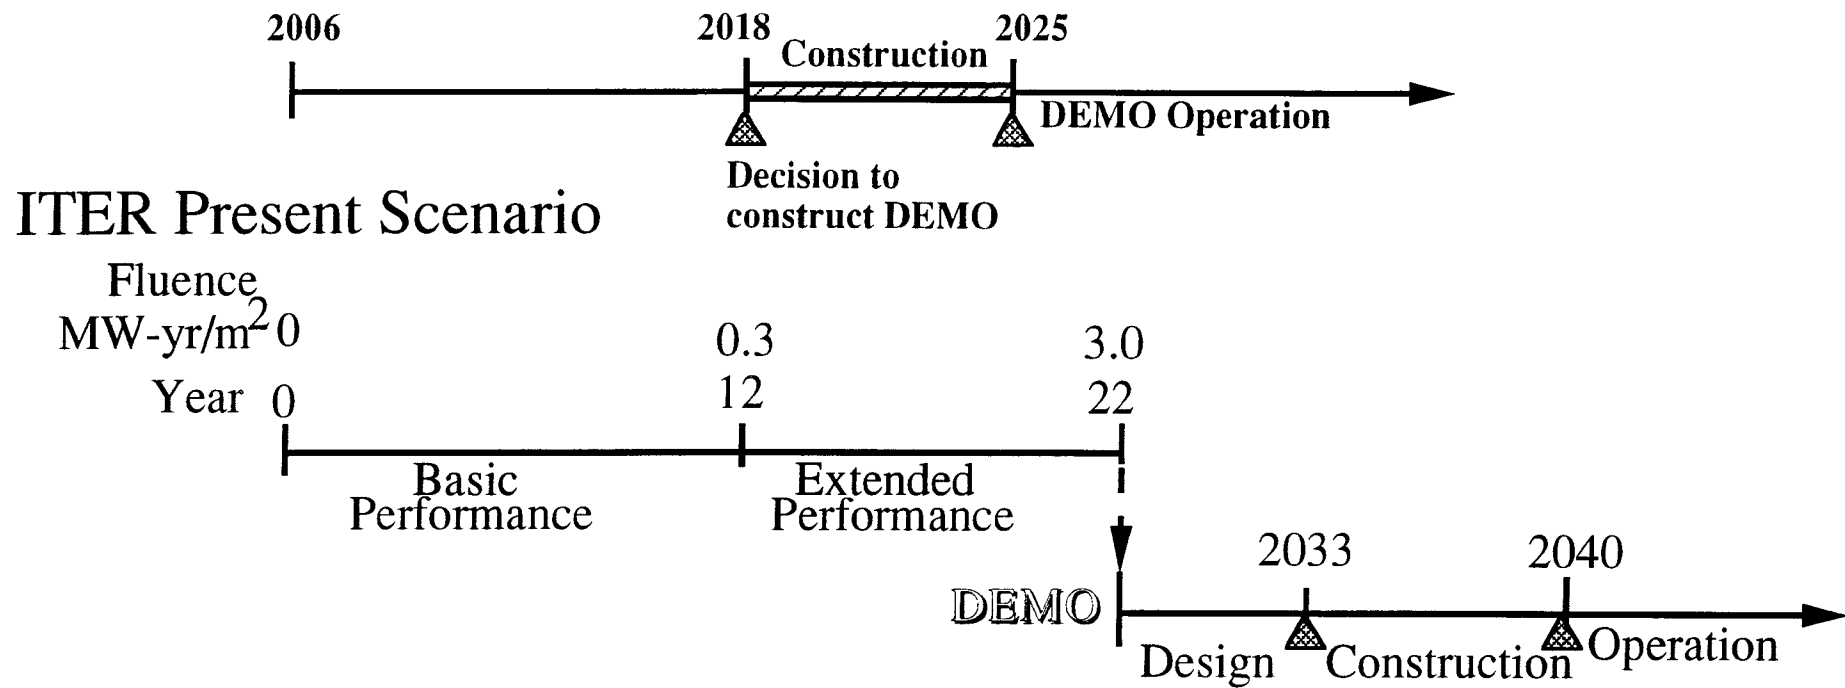 2006 2018 2025
Construction
DEMO Operation
Decision to
construct DEMO
ITER Present Scenario
Fluence
MW-yr/m2 0 0.3 3.0
Year 0 12 22
Basic Extended
Performance Performance
2033 2040
DEMO
Design Construction Operation